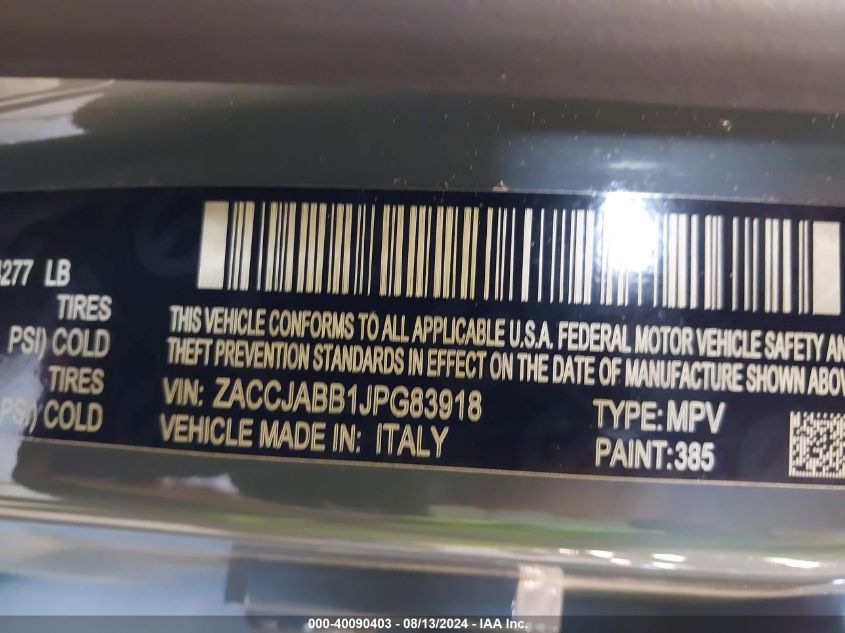 277 LB
TIRES
PSI) COLD
TIRES
PSI) COLD
THIS VEHICLE CONFORMS TO ALL APPLICABLE U.S.A. FEDERAL MOTOR VEHICLE SAFETY AN
THEFT PREVENTION STANDARDS IN EFFECT ON THE DATE OF MANUFACTURE SHOWN ABO
VIN: ZACCJABB1JPG83918
TYPE: MPV
VEHICLE MADE IN: ITALY
PAINT:385
000-40090403 - 08/13/2024 - IAA Inc.